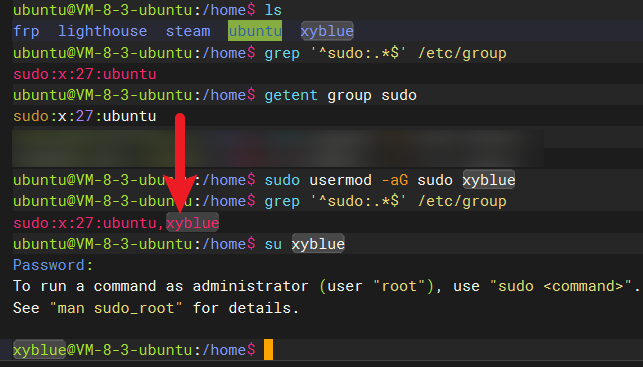 ubuntu@VM-8-3-ubuntu:/home$ ls
frp lighthouse steam ubuntu xyblue
ubuntu@VM-8-3-ubuntu:/home$ grep '^sudo:.*$' /etc/group
sudo:x:27:ubuntu
ubuntu@VM-8-3-ubuntu:/home$ getent group sudo
sudo:x:27:ubuntu
ubuntu@VM-8-3-ubuntu:/home$ sudo usermod -aG sudo xyblue
ubuntu@VM-8-3-ubuntu:/home$ grep '^sudo:.*$' /etc/group
sudo:x:27:ubuntu,xyblue
ubuntu@VM-8-3-ubuntu:/home$ su xyblue
Password:
To run a command as administrator (user "root"), use "sudo <command>".
See "man sudo_root" for details.
xyblue@VM-8-3-ubuntu:/home$